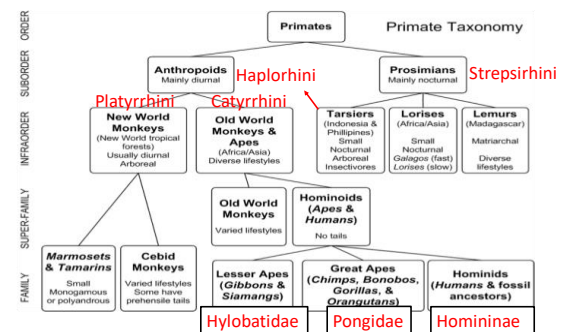 ORDER
Primates
Primate Taxonomy
SUBORDER
Anthropoids
Mainly diurnal
Haplorhini
Prosimians
Mainly nocturnal
Strepsirhini
INFRAORDER
Platyrrhini
New World
Monkeys
(New World tropical
forests)
Usually diurnal
Arboreal
Catyrrhini
Old World
Monkeys &
Apes
(Africa/Asia)
Diverse lifestyles
Tarsiers
(Indonesia &
Phillipines)
Small
Nocturnal
Arboreal
Insectivores
Lorises
(Africa/Asia)
Small
Nocturnal
Galagos (fast)
Lorises (slow)
Lemurs
(Madagascar)
Matriarchal
Diverse
lifestyles
SUPER-FAMILY
Old World
Monkeys
Varied lifestyles
Hominoids
(Apes &
Humans)
No tails
FAMILY
Marmosets
& Tamarins
Small
Monogamous
or polyandrous
Cebid
Monkeys
Varied lifestyles
Some have
prehensile tails
Lesser Apes
(Gibbons &
Siamangs)
Great Apes
(Chimps, Bonobos,
Gorillas, &
Orangutans)
Hominids
(Humans & fossil
ancestors)
Hylobatidae
Pongidae
Homininae